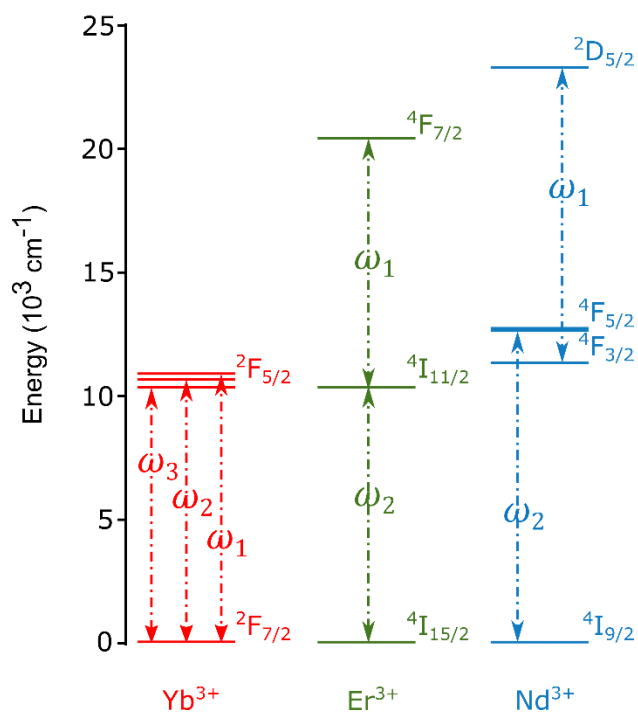 Energy (10³ cm⁻¹)
25
20
15
10
5
0
²F₅/₂
ω₃
ω₂
ω₁
²F₇/₂
Yb³⁺
⁴F₇/₂
ω₁
⁴I₁₁/₂
ω₂
⁴I₁₅/₂
Er³⁺
²D₅/₂
ω₁
⁴F₅/₂
⁴F₃/₂
ω₂
⁴I₉/₂
Nd³⁺